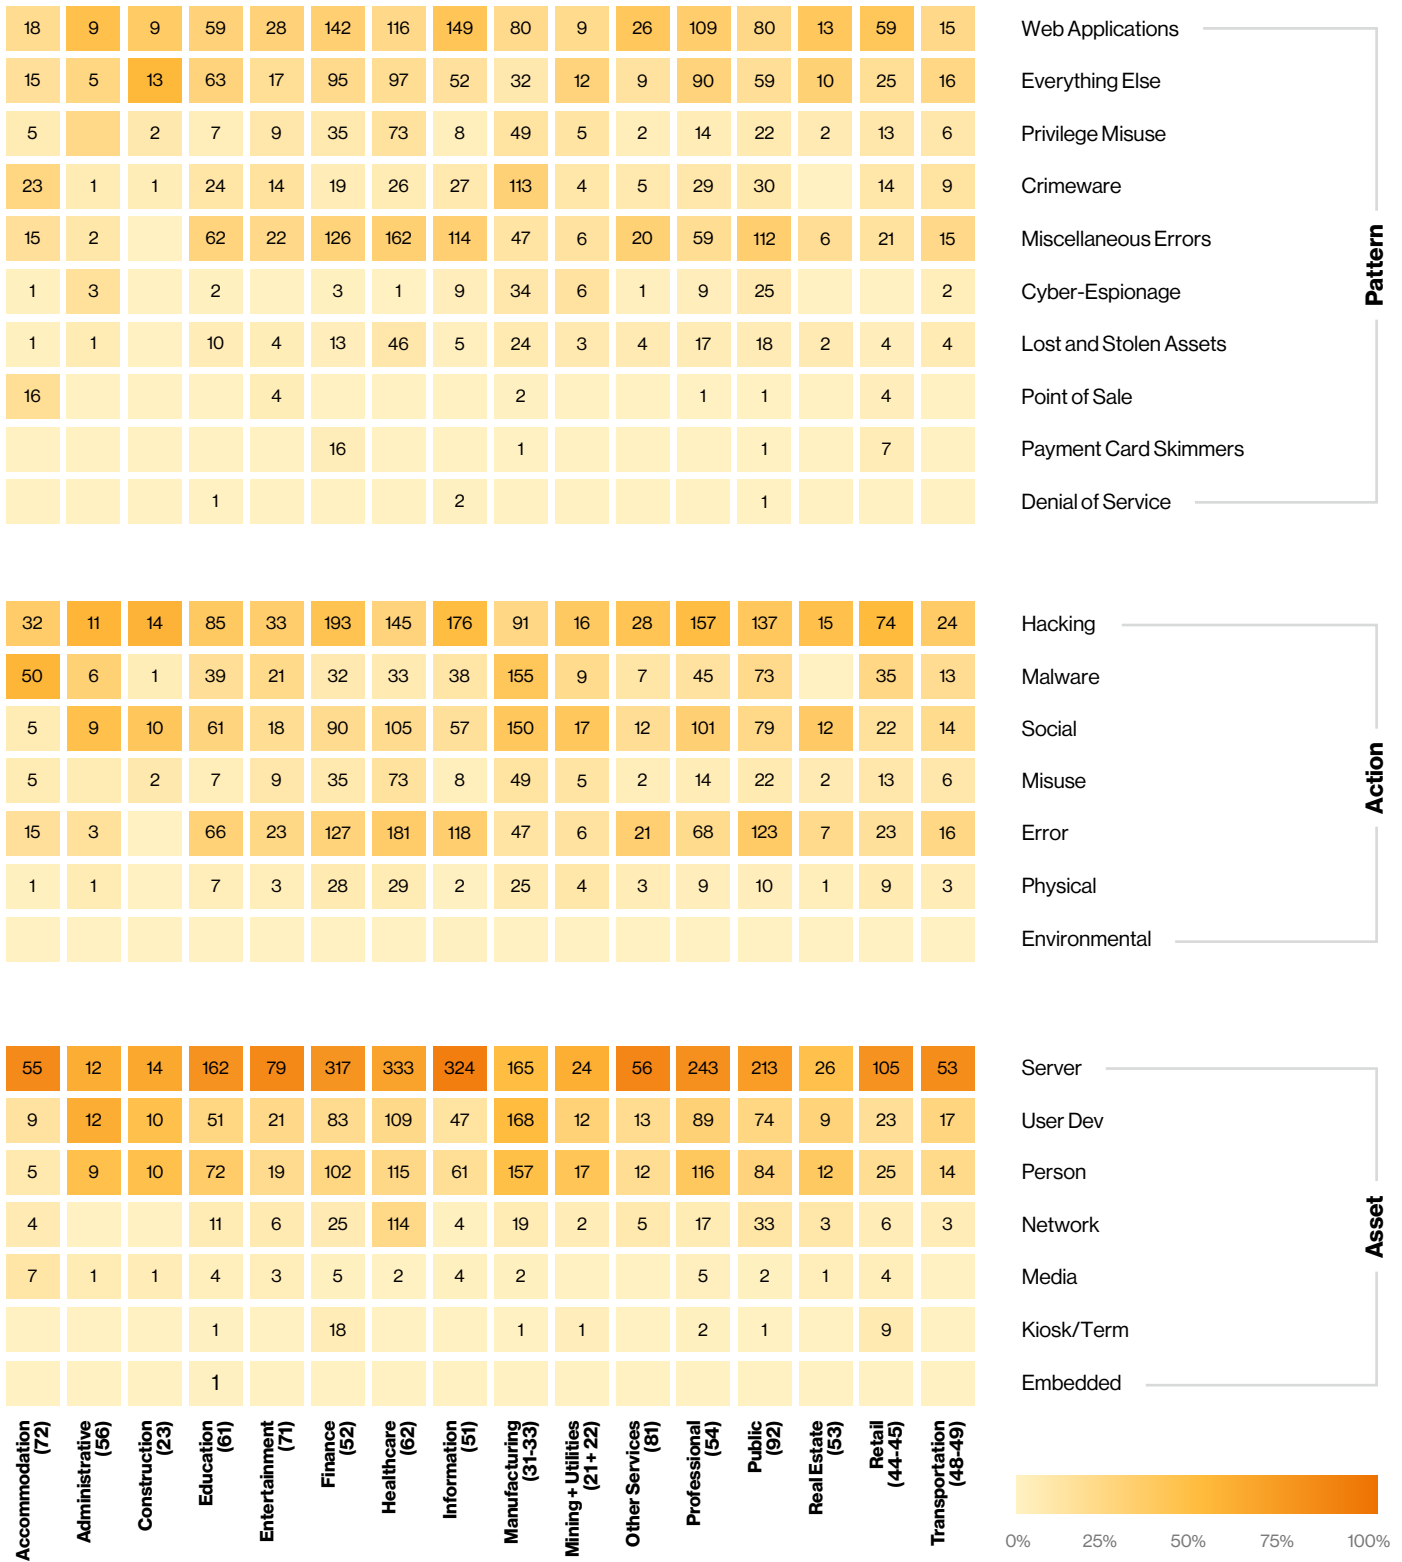 18 9 9 59 28 142 116 149 80 9 26 109 80 13 59 15 Web Applications
15 5 13 63 17 95 97 52 32 12 9 90 59 10 25 16 Everything Else
5 2 7 9 35 73 8 49 5 2 14 22 2 13 6 Privilege Misuse
23 1 1 24 14 19 26 27 113 4 5 29 30 14 9 Crimeware
15 2 62 22 126 162 114 47 6 20 59 112 6 21 15 Miscellaneous Errors
1 3 2 3 1 9 34 6 1 9 25 2 Cyber-Espionage
1 1 10 4 13 46 5 24 3 4 17 18 2 4 4 Lost and Stolen Assets
16 4 2 1 1 4 Point of Sale
16 1 1 7 Payment Card Skimmers
1 2 1 Denial of Service
Pattern
32 11 14 85 33 193 145 176 91 16 28 157 137 15 74 24 Hacking
50 6 1 39 21 32 33 38 155 9 7 45 73 35 13 Malware
5 9 10 61 18 90 105 57 150 17 12 101 79 12 22 14 Social
5 2 7 9 35 73 8 49 5 2 14 22 2 13 6 Misuse
15 3 66 23 127 181 118 47 6 21 68 123 7 23 16 Error
1 1 7 3 28 29 2 25 4 3 9 10 1 9 3 Physical
Environmental
Action
55 12 14 162 79 317 333 324 165 24 56 243 213 26 105 53 Server
9 12 10 51 21 83 109 47 168 12 13 89 74 9 23 17 User Dev
5 9 10 72 19 102 115 61 157 17 12 116 84 12 25 14 Person
4 11 6 25 114 4 19 2 5 17 33 3 6 3 Network
7 1 1 4 3 5 2 4 2 5 2 1 4 Media
1 18 1 1 2 1 9 Kiosk/Term
1 Embedded
Asset
Accommodation
(72)
Administrative
(56)
Construction
(23)
Education
(61)
Entertainment
(71)
Finance
(52)
Healthcare
(62)
Information
(51)
Manufacturing
(31-33)
Mining + Utilities
(21+ 22)
Other Services
(81)
Professional
(54)
Public
(92)
Real Estate
(53)
Retail
(44-45)
Transportation
(48-49)
0% 25% 50% 75% 100%